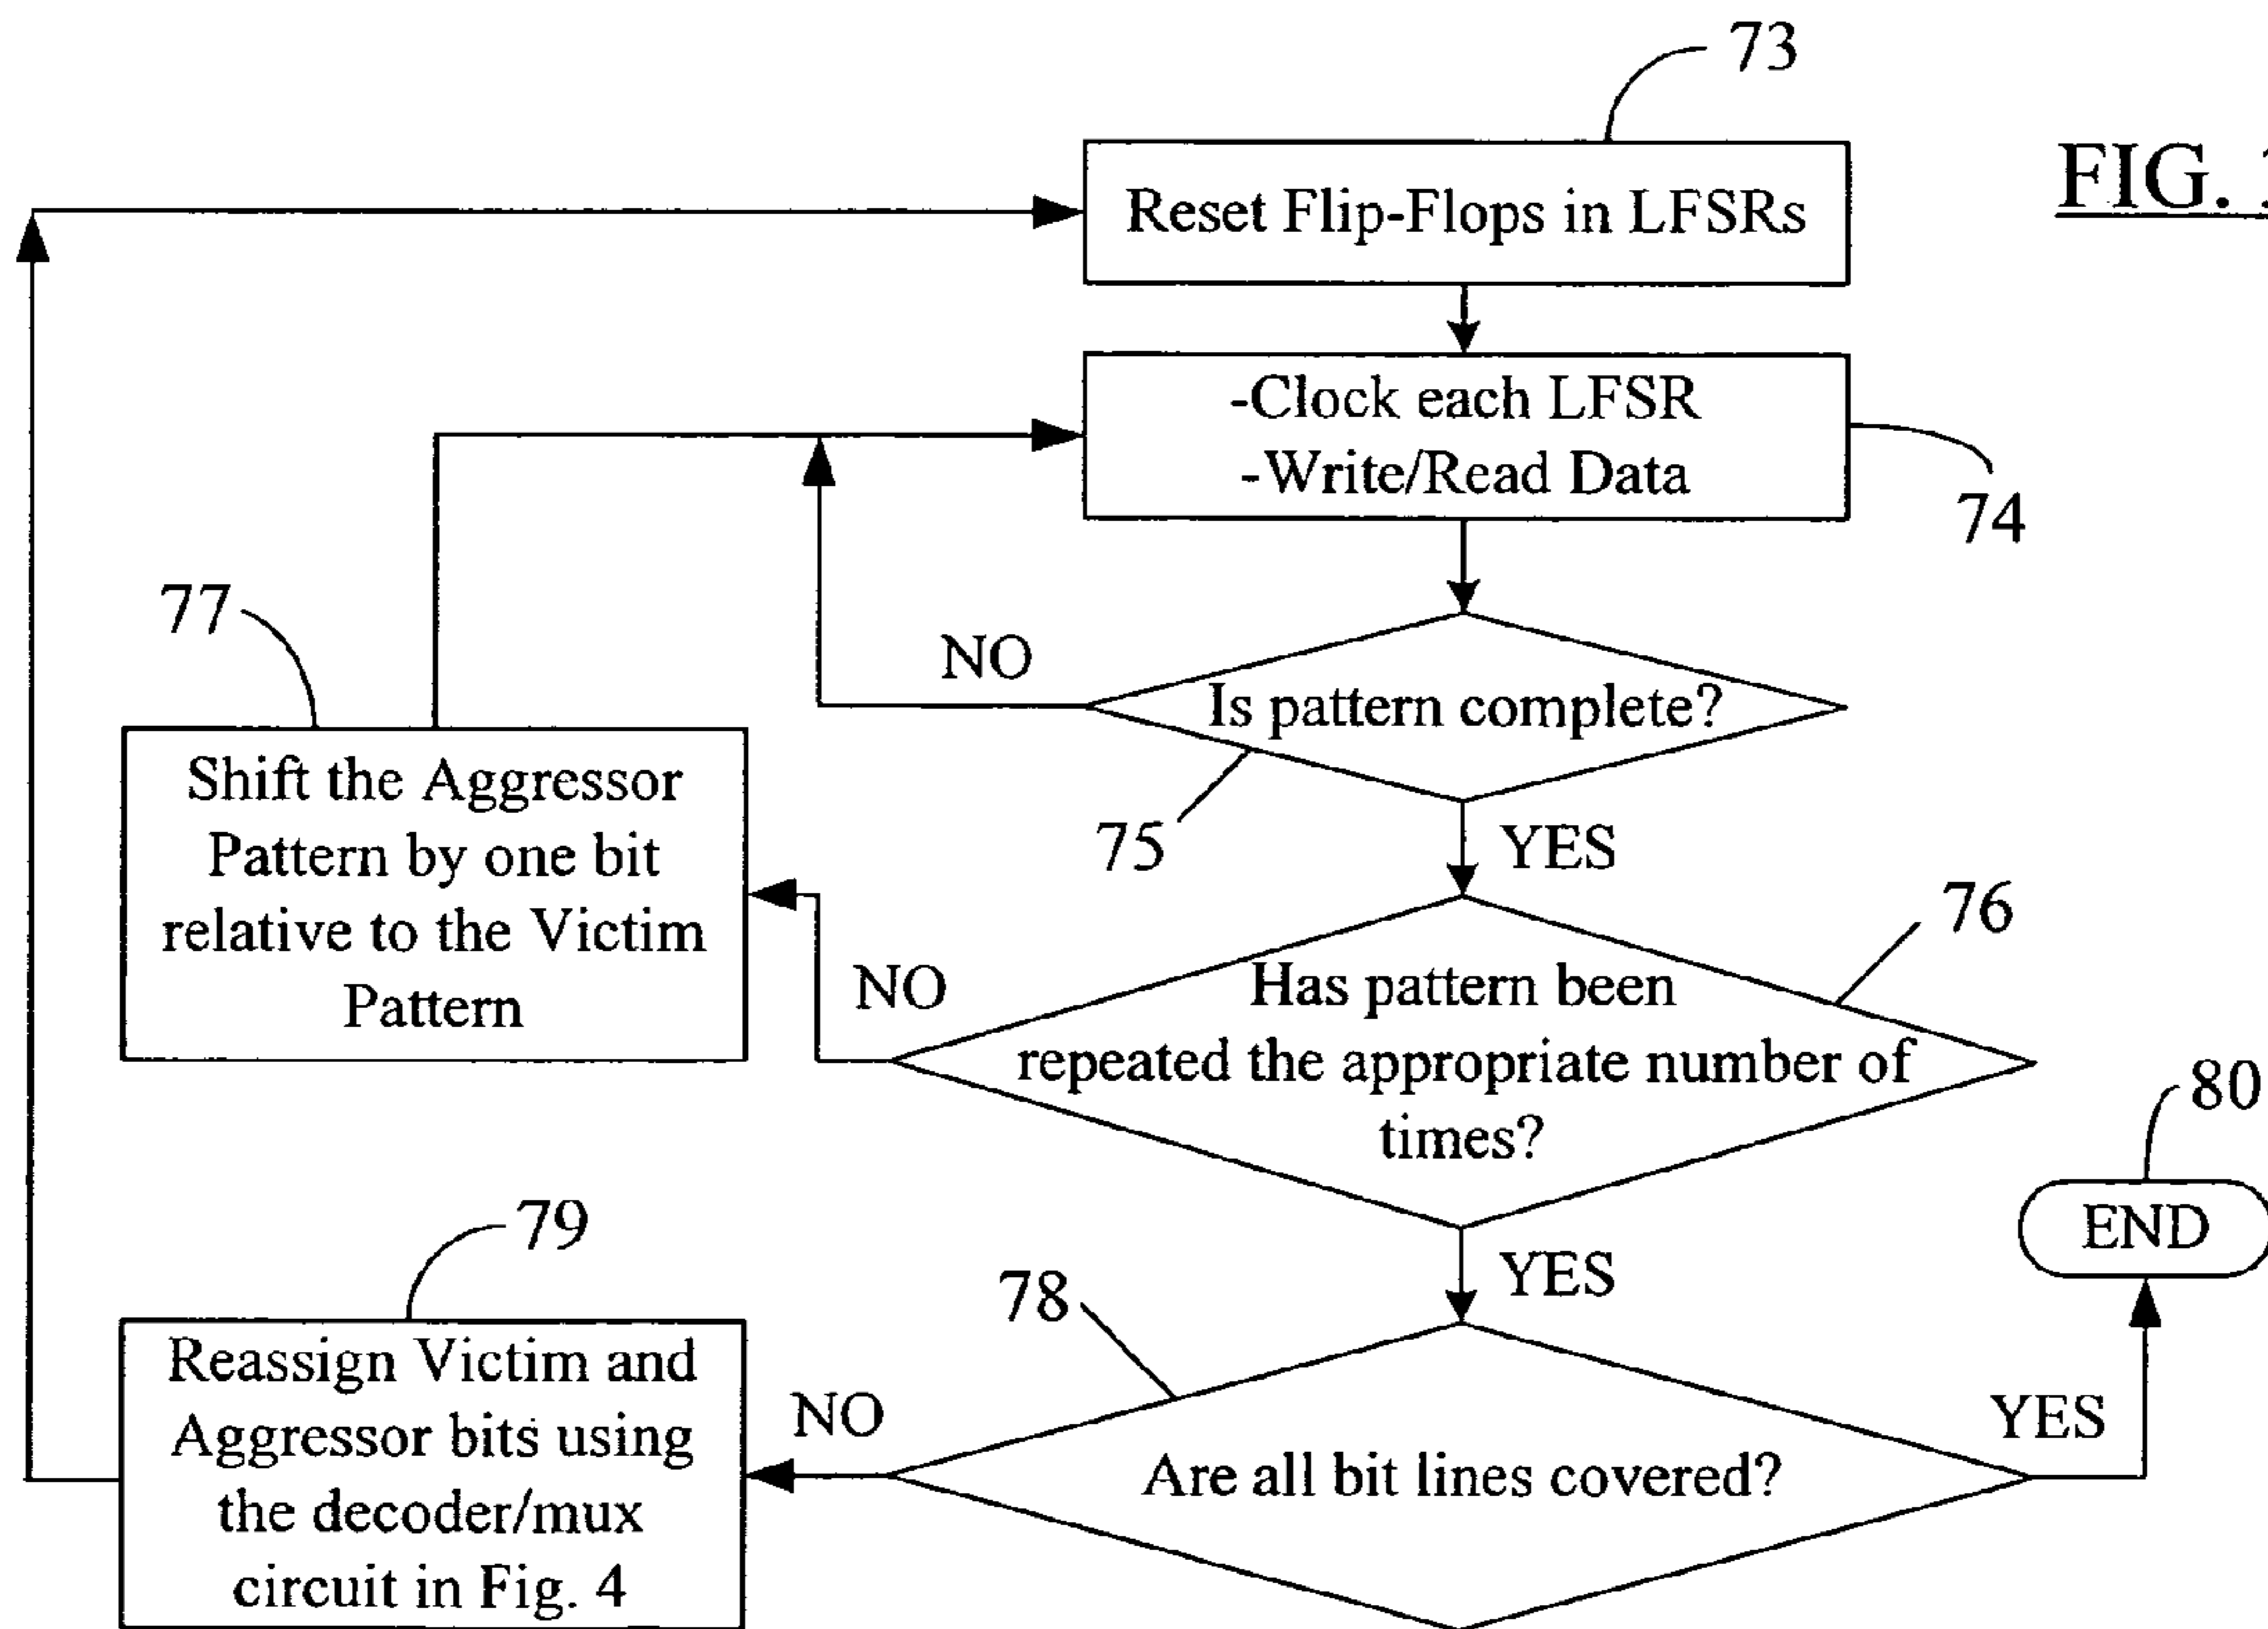 73
FIG.
Reset Flip-Flops in LFSRs
-Clock each LFSR
-Write/Read Data
74
77
NO
Is pattern complete?
Shift the Aggressor
Pattern by one bit
relative to the Victim
Pattern
75
YES
76
NO
Has pattern been
repeated the appropriate number of
times?
80
END
79
78
YES
Reassign Victim and
Aggressor bits using
the decoder/mux
circuit in Fig. 4
NO
Are all bit lines covered?
YES